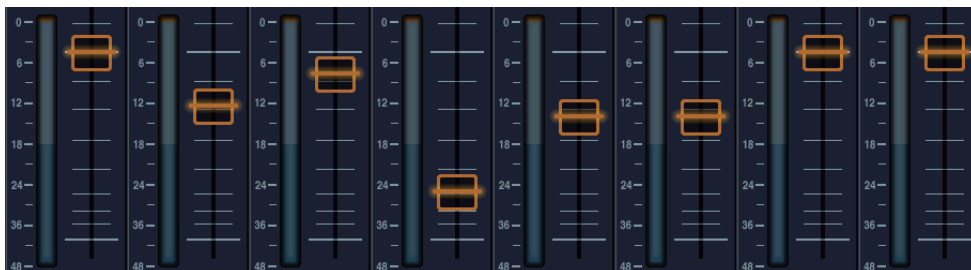 0 0 0 0 0 0 0 0
6 6 6 6 6 6 6 6
12 12 12 12 12 12 12 12
18 18 18 18 18 18 18 18
24 24 24 24 24 24 24 24
36 36 36 36 36 36 36 36
48 48 48 48 48 48 48 48